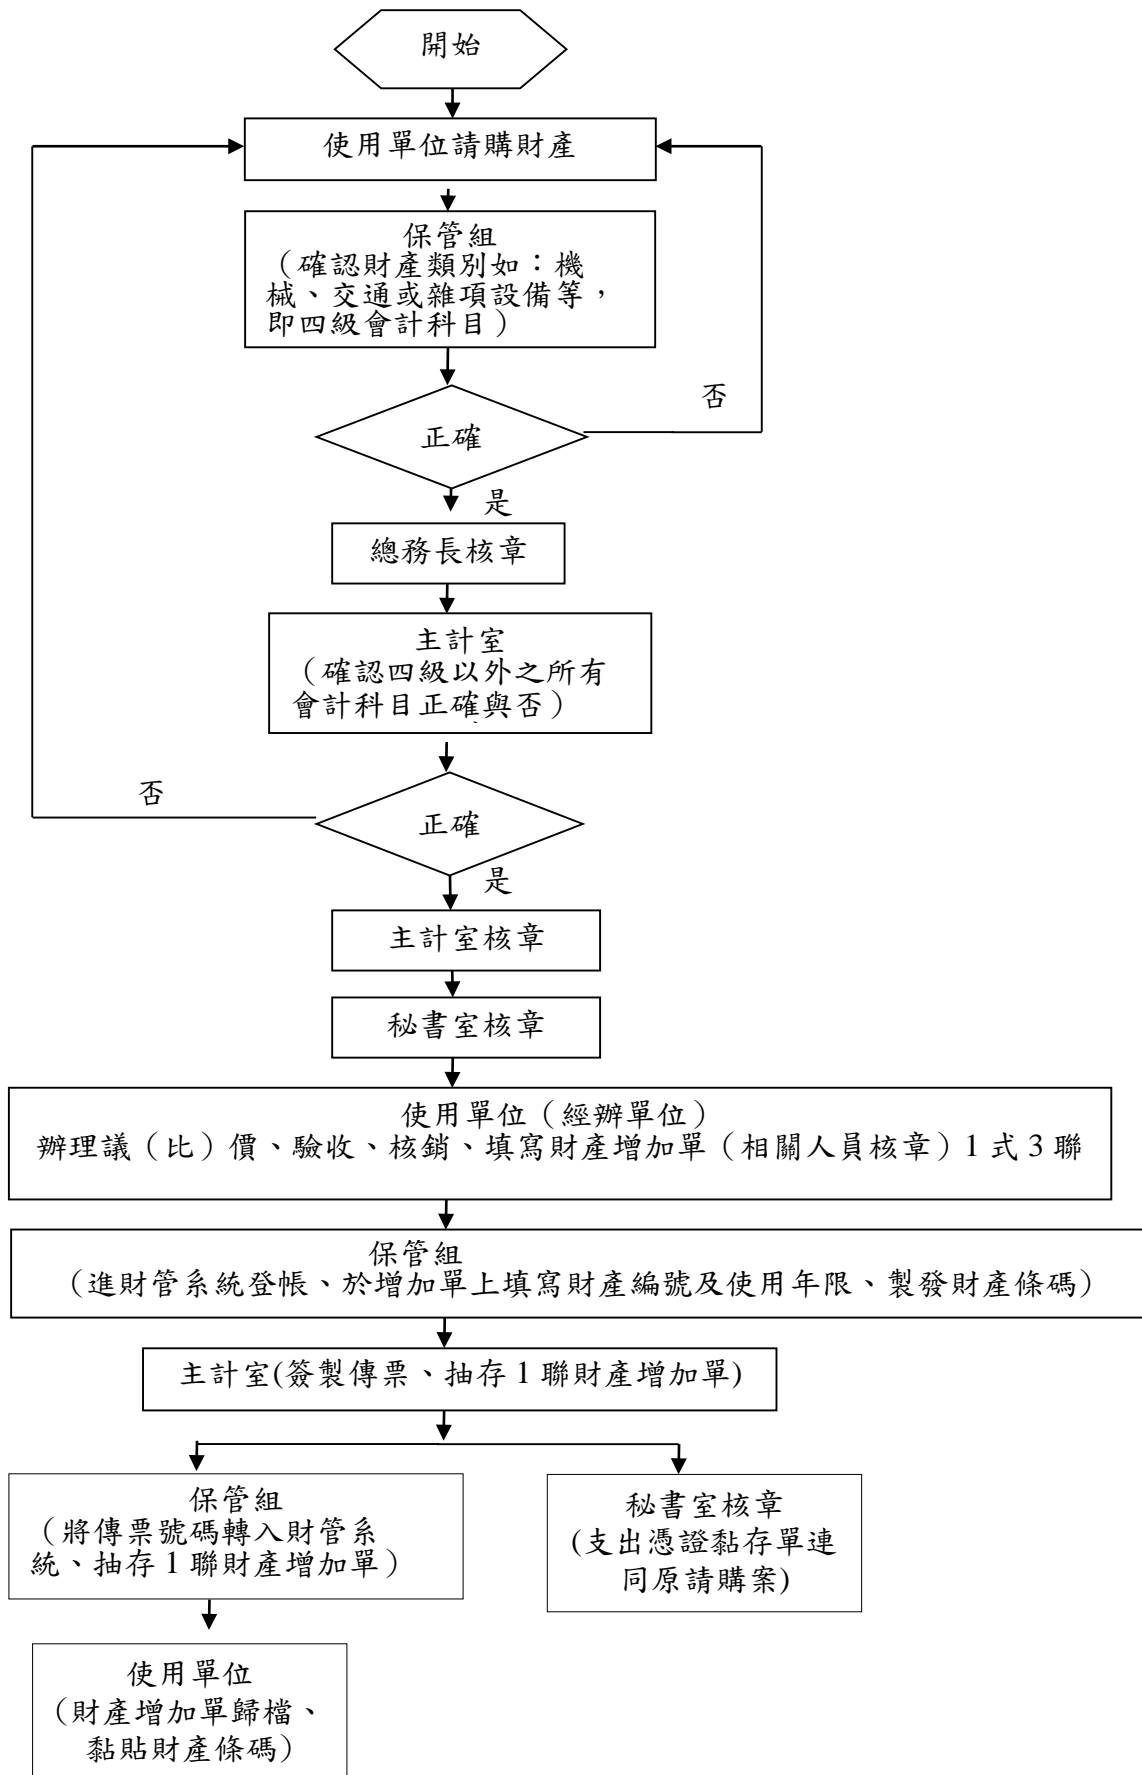 開始
使用單位請購財產
保管組
（確認財產類別如：機
械、交通或雜項設備等，
即四級會計科目）
否
正確
是
總務長核章
主計室
（確認四級以外之所有
會計科目正確與否）
否
正確
是
主計室核章
秘書室核章
使用單位（經辦單位）
辦理議（比）價、驗收、核銷、填寫財產增加單（相關人員核章）1 式 3 聯
保管組
（進財管系統登帳、於增加單上填寫財產編號及使用年限、製發財產條碼）
主計室(簽製傳票、抽存 1 聯財產增加單)
保管組
（將傳票號碼轉入財管系
統、抽存 1 聯財產增加單）
秘書室核章
(支出憑證黏存單連
同原請購案)
使用單位
（財產增加單歸檔、
黏貼財產條碼）